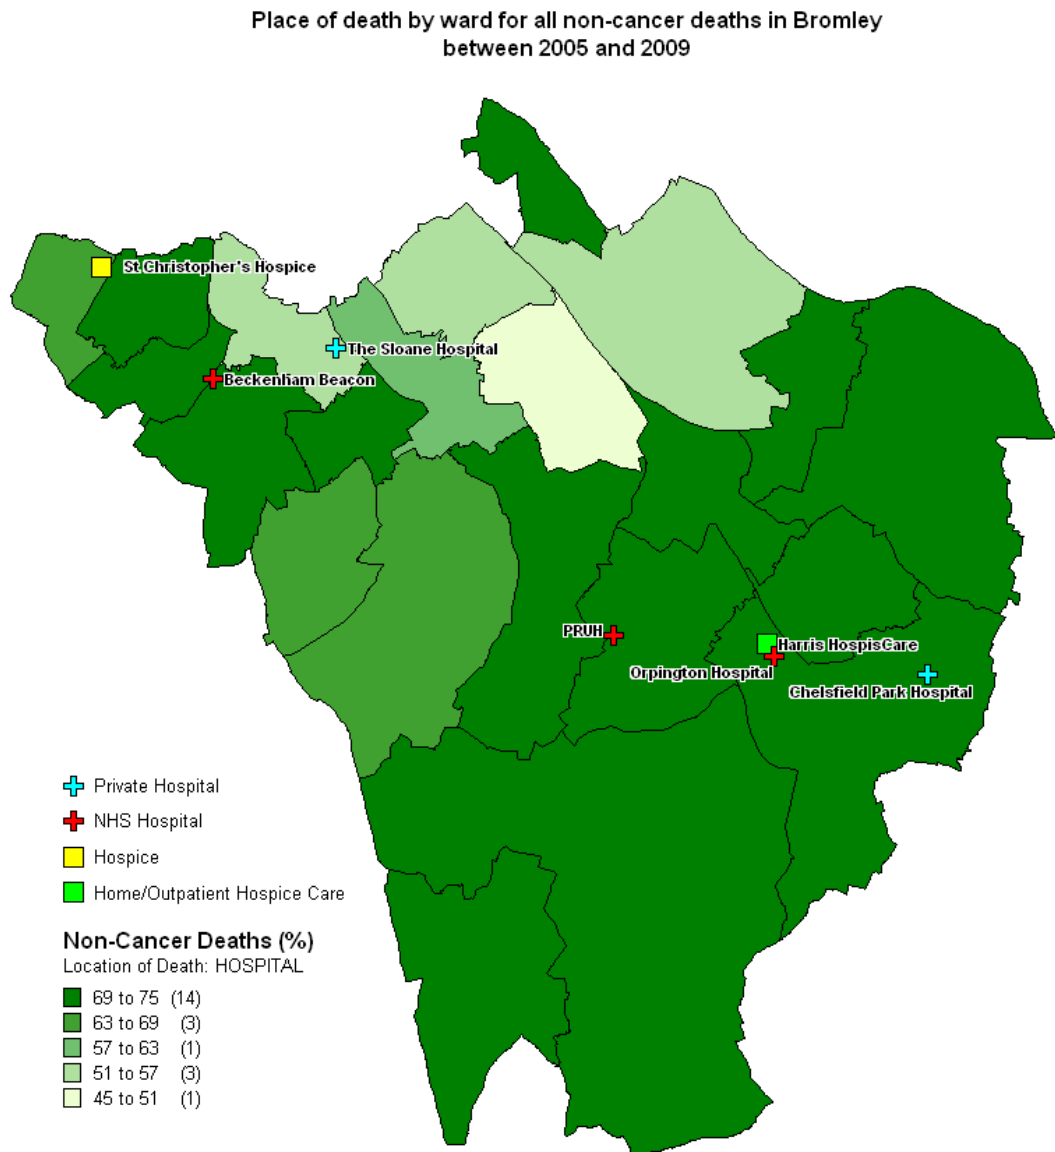 Place of death by ward for all non-cancer deaths in Bromley
between 2005 and 2009
St Christopher's Hospice
The Sloane Hospital
Beckenham Beacon
PRUH
Harris HospisCare
Orpington Hospital
Chelsfield Park Hospital
Private Hospital
NHS Hospital
Hospice
Home/Outpatient Hospice Care
Non-Cancer Deaths (%)
Location of Death: HOSPITAL
69 to 75 (14)
63 to 69 (3)
57 to 63 (1)
51 to 57 (3)
45 to 51 (1)